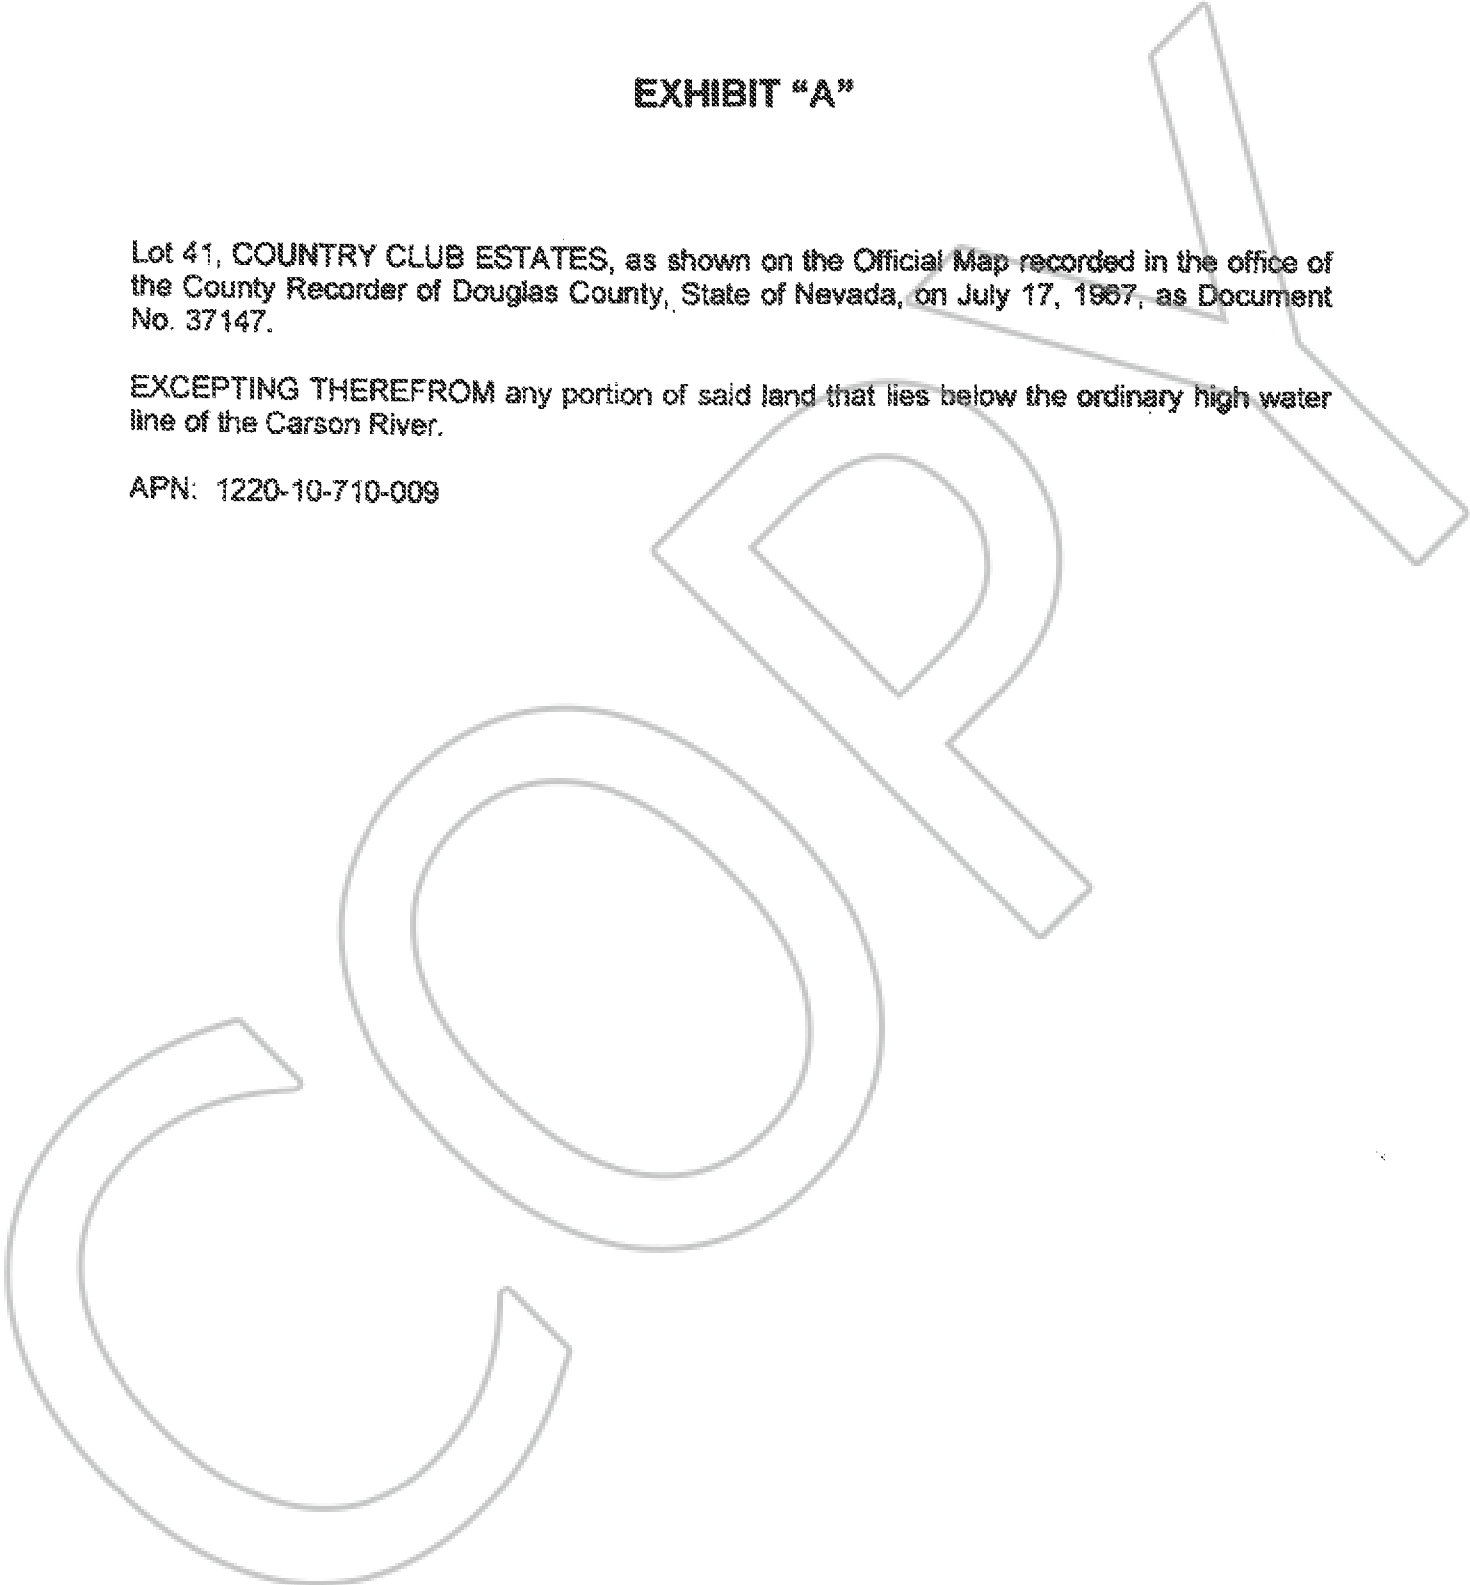 EXHIBIT “A”
Lot 41, COUNTRY CLUB ESTATES, as shown on the Official Map recorded in the office of
the County Recorder of Douglas County, State of Nevada, on July 17, 1967, as Document
No. 37147.
EXCEPTING THEREFROM any portion of said land that lies below the ordinary high water
line of the Carson River.
APN: 1220-10-710-009
COPY